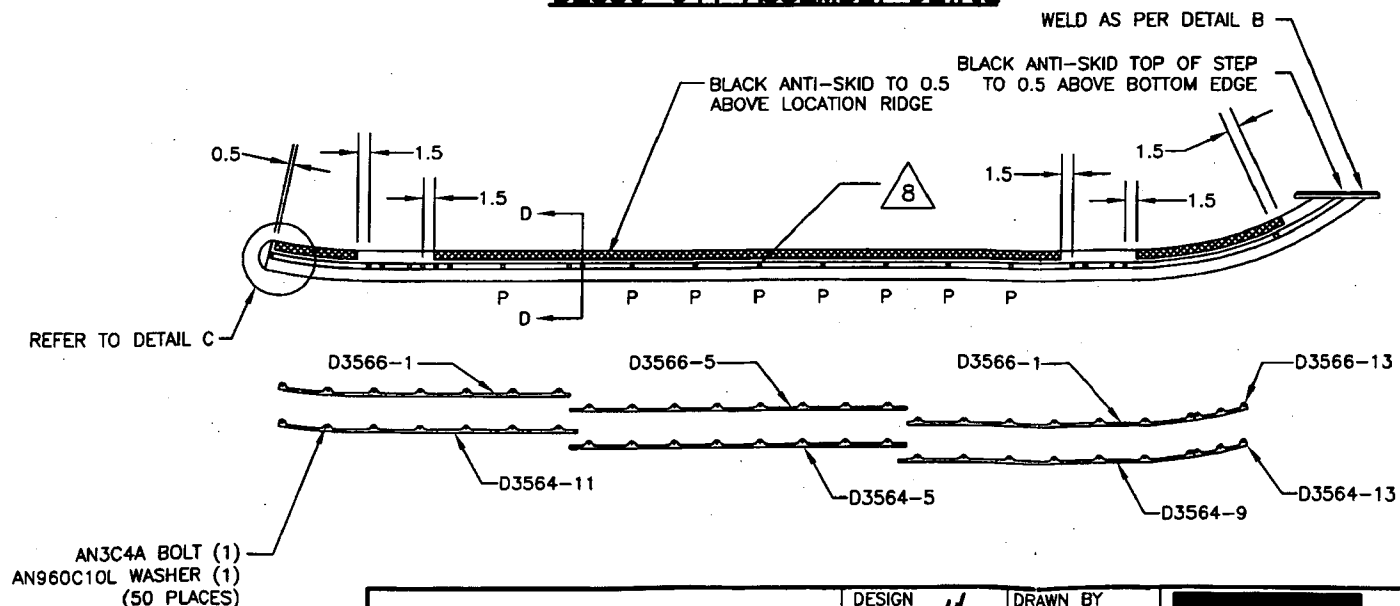 WELD AS PER DETAIL B
BLACK ANTI-SKID TO 0.5
ABOVE LOCATION RIDGE
BLACK ANTI-SKID TOP OF STEP
TO 0.5 ABOVE BOTTOM EDGE
0.5
1.5
1.5
1.5
1.5
1.5
8
D
D
P P P P P P P P
REFER TO DETAIL C
D3566-1
D3566-5
D3566-1
D3566-13
D3564-11
D3564-5
D3564-9
D3564-13
AN3C4A BOLT (1)
AN960C10L WASHER (1)
(50 PLACES)
DESIGN
DRAWN BY